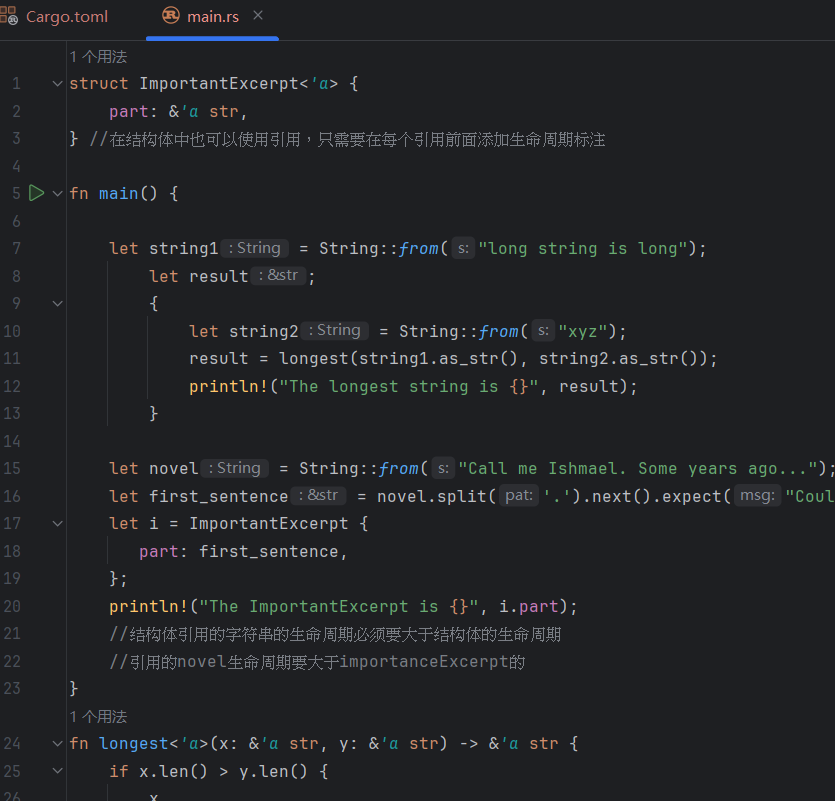 Cargo.toml main.rs
1 个用法
1 struct ImportantExcerpt<'a> {
2 part: &'a str,
3 } //在结构体中也可以使用引用，只需要在每个引用前面添加生命周期标注
4
5 fn main() {
6
7 let string1 : String = String::from( s: "long string is long");
8 let result : &str ;
9 {
10 let string2 : String = String::from( s: "xyz");
11 result = longest(string1.as_str(), string2.as_str());
12 println!("The longest string is {}", result);
13 }
14
15 let novel : String = String::from( s: "Call me Ishmael. Some years ago...");
16 let first_sentence : &str = novel.split( pat: '.').next().expect( msg: "Coul
17 let i = ImportantExcerpt {
18 part: first_sentence,
19 };
20 println!("The ImportantExcerpt is {}", i.part);
21 //结构体引用的字符串的生命周期必须要大于结构体的生命周期
22 //引用的novel生命周期要大于importanceExcerpt的
23 }
1 个用法
24 fn longest<'a>(x: &'a str, y: &'a str) -> &'a str {
25 if x.len() > y.len() {
26 x